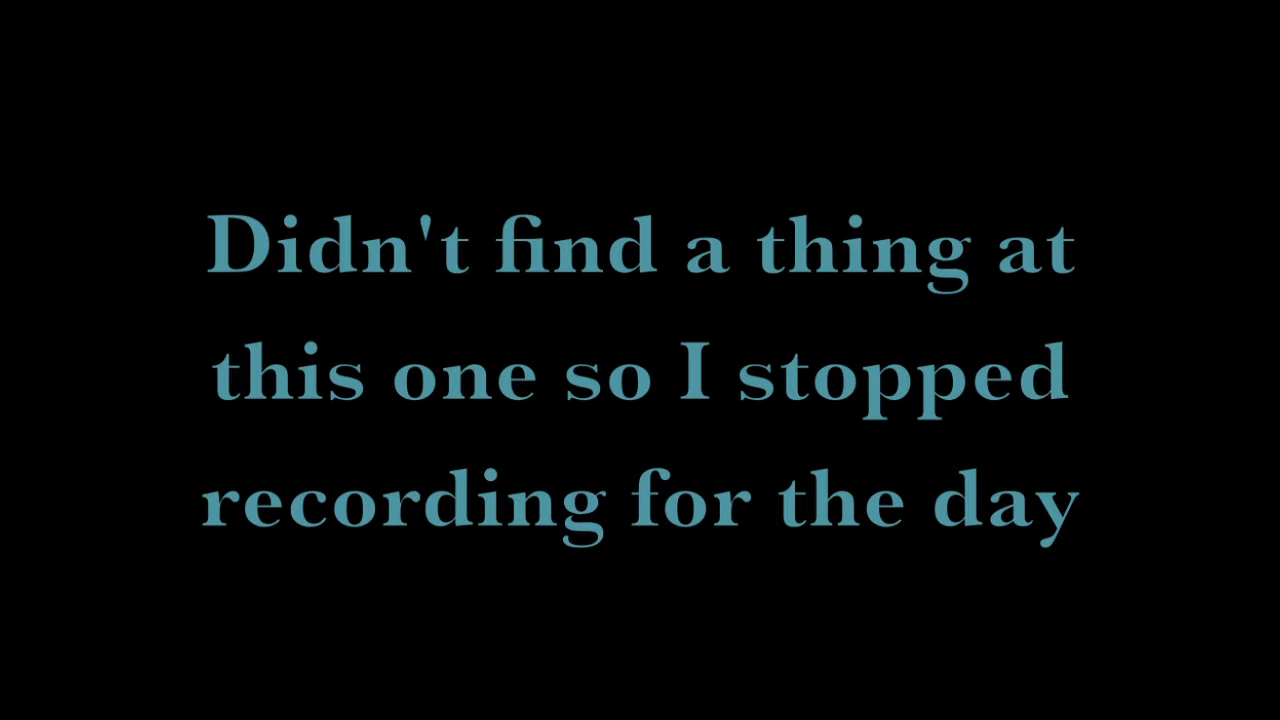 Didn't find a thing at
this one so I stopped
recording for the day